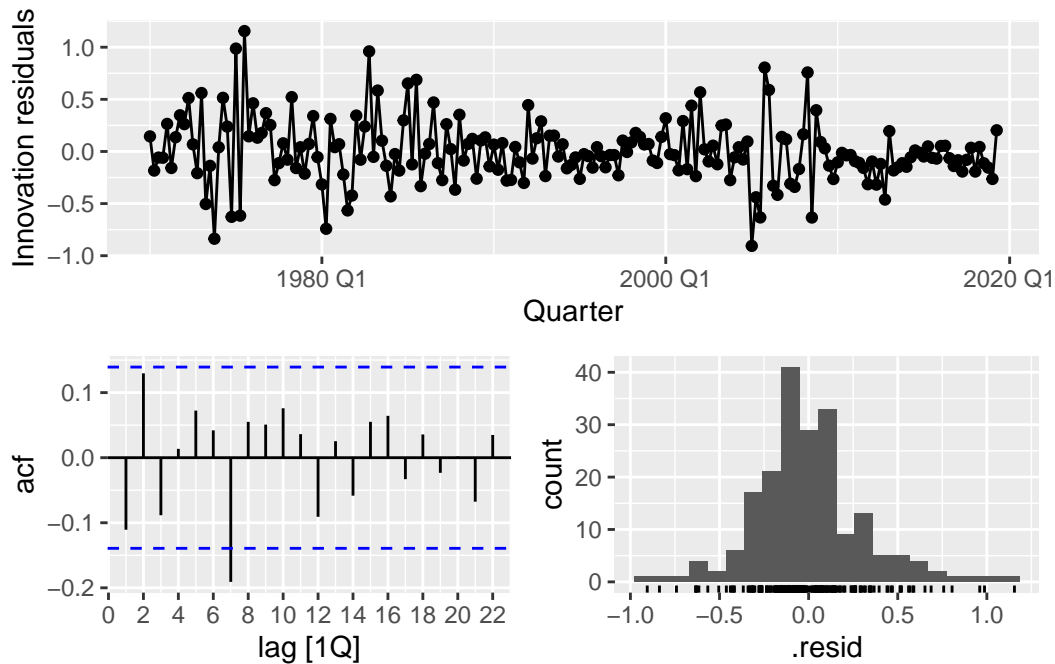 Innovation residuals
1.0
0.5
0.0
−0.5
−1.0
1980 Q1
2000 Q1
2020 Q1
Quarter
acf
0.1
0.0
−0.1
−0.2
0 2 4 6 8 10 12 14 16 18 20 22
lag [1Q]
count
40
30
20
10
0
−1.0 −0.5 0.0 0.5 1.0
.resid